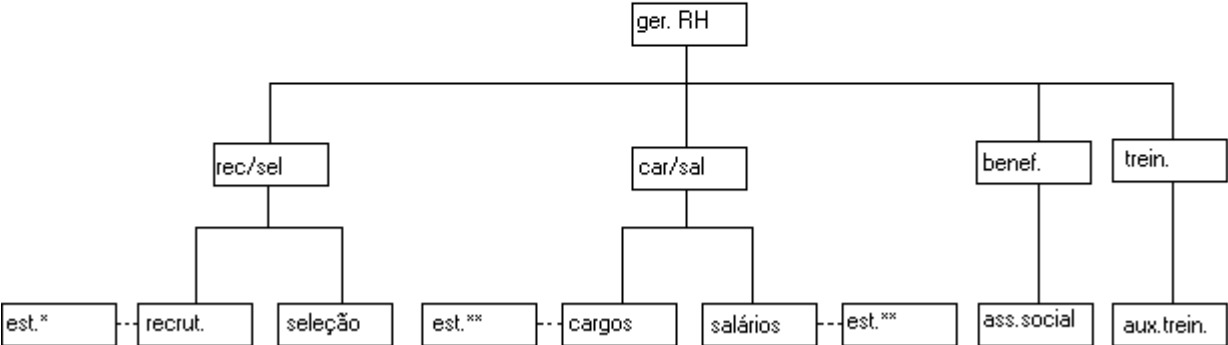 ger. RH
rec/sel
car/sal
benef.
trein.
est.*
recrut.
seleção
est.**
cargos
salários
est.**
ass.social
aux.trein.